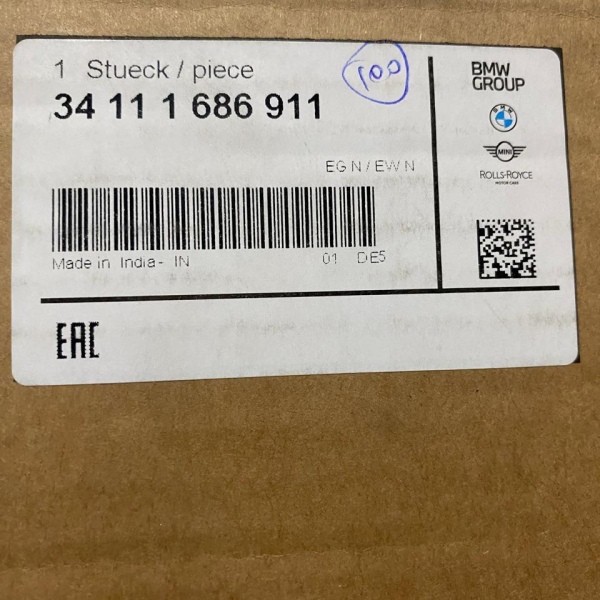 1 Stueck / piece
100
34 11 1 686 911
EG N / EW N
Made in India- IN
01 DE5
EAC
BMW
GROUP
BMW
MINI
ROLLS-ROYCE
MOTOR CARS